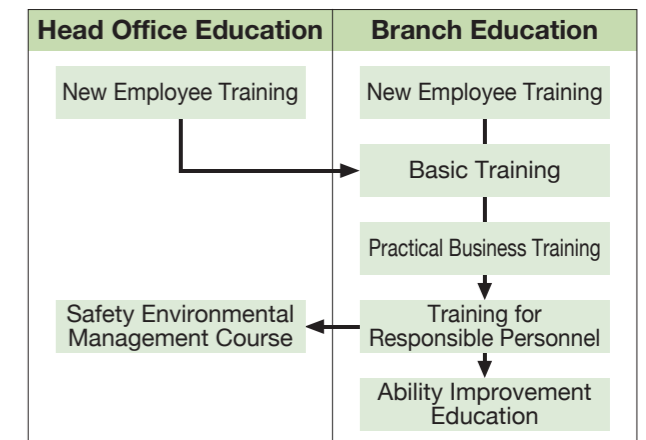 Head Office Education
Branch Education
New Employee Training
New Employee Training
Basic Training
Practical Business Training
Safety Environmental
Management Course
Training for
Responsible Personnel
Ability Improvement
Education